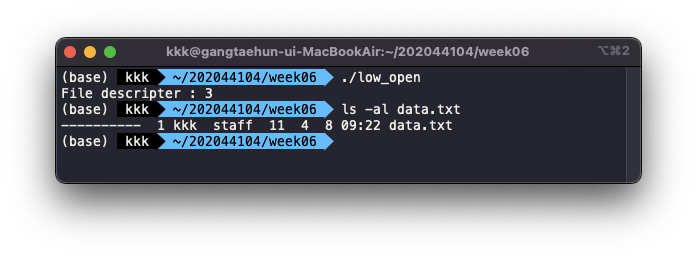 kkk@gangtaehun-ui-MacBookAir:~/202044104/week06 ⌥⌘2
(base) kkk ~/202044104/week06 ./low_open
File descripter : 3
(base) kkk ~/202044104/week06 ls -al data.txt
---------- 1 kkk staff 11 4 8 09:22 data.txt
(base) kkk ~/202044104/week06